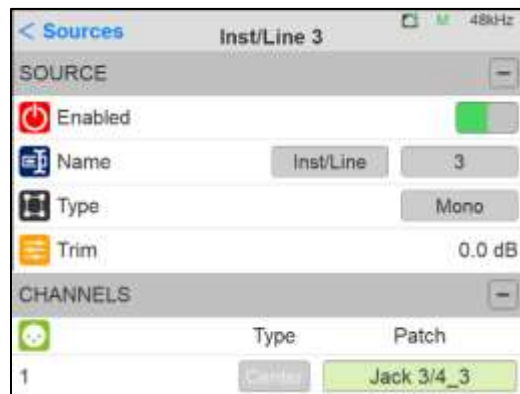 < Sources Inst/Line 3 M 48kHz
SOURCE
Enabled
Name Inst/Line 3
Type Mono
Trim 0.0 dB
CHANNELS
Type Patch
1 Center Jack 3/4_3